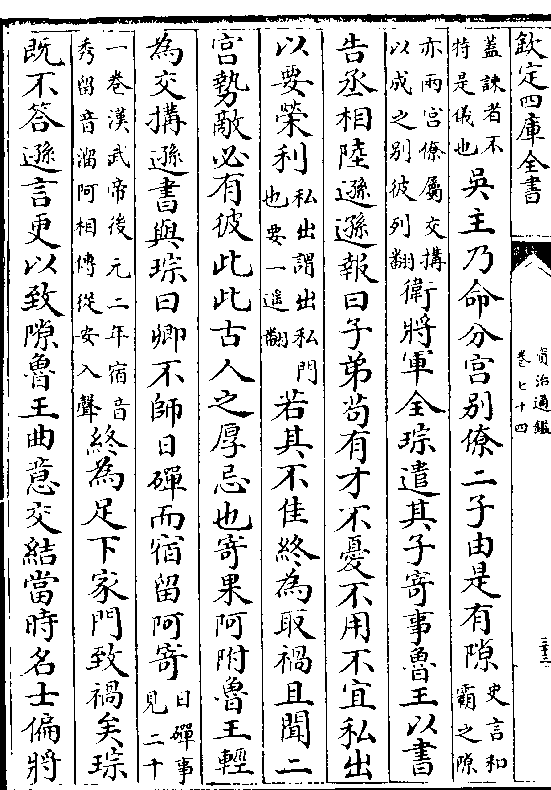 欽定四庫全書
資治通鑑
卷七十四
蓋諫者不
特是儀也
吳主乃命分宫别僚二子由是有隙
史言和
霸之隙
亦兩宫僚屬交搆
以成之别彼列翻
衛將軍全琮遣其子寄事魯王以書
告丞相陸遜遜報曰子弟苟有才不憂不用不宜私出
以要榮利
私出謂出私門
也要一遥翻
若其不佳終為取禍且聞二
宫勢敵必有彼此此古人之厚忌也寄果阿附魯王輕
為交搆遜書與琮曰卿不師日磾而宿留阿寄
日磾事
見二十
一卷漢武帝後元二年宿音
秀留音溜阿相傳從安入聲
終為足下家門致禍矣琮
既不答遜言更以致隙魯王曲意交結當時名士偏將